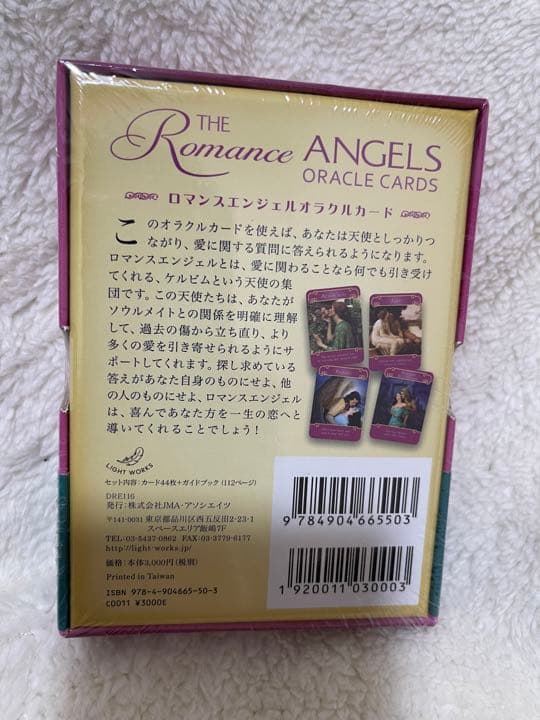 THE
Romance ANGELS
ORACLE CARDS
ロマンスエンジェルオラクルカード
このオラクルカードを使えば、あなたは天使としっかりつ
ながり、愛に関する質問に答えられるようになります。
ロマンスエンジェルとは、愛に関わることなら何でも引き受け
てくれる、ケルビムという天使の集
団です。この天使たちは、あなたが
ソウルメイトとの関係を明確に理解
して、過去の傷から立ち直り、より
多くの愛を引き寄せられるようにサ
ポートしてくれます。探し求めている
答えがあなた自身のものにせよ、他
の人のものにせよ、ロマンスエンジェル
は、喜んであなた方を一生の恋へと
導いてくれることでしょう!
LIGHT WORKS
セット内容:カード44枚+ガイドブック(112ページ)
DRE116
発行:株式会社JMA・アソシエイツ
〒141-0031 東京都品川区西五反田2-23-1
スペースエリア飯嶋7F
TEL:03-5437-0862 FAX:03-3779-6177
http://light-works.jp/
価格:本体3,000円(税別)
Printed in Taiwan
ISBN 978-4-904665-50-3
C0011 ¥3000E
9 784904 665503
1 920011 030003